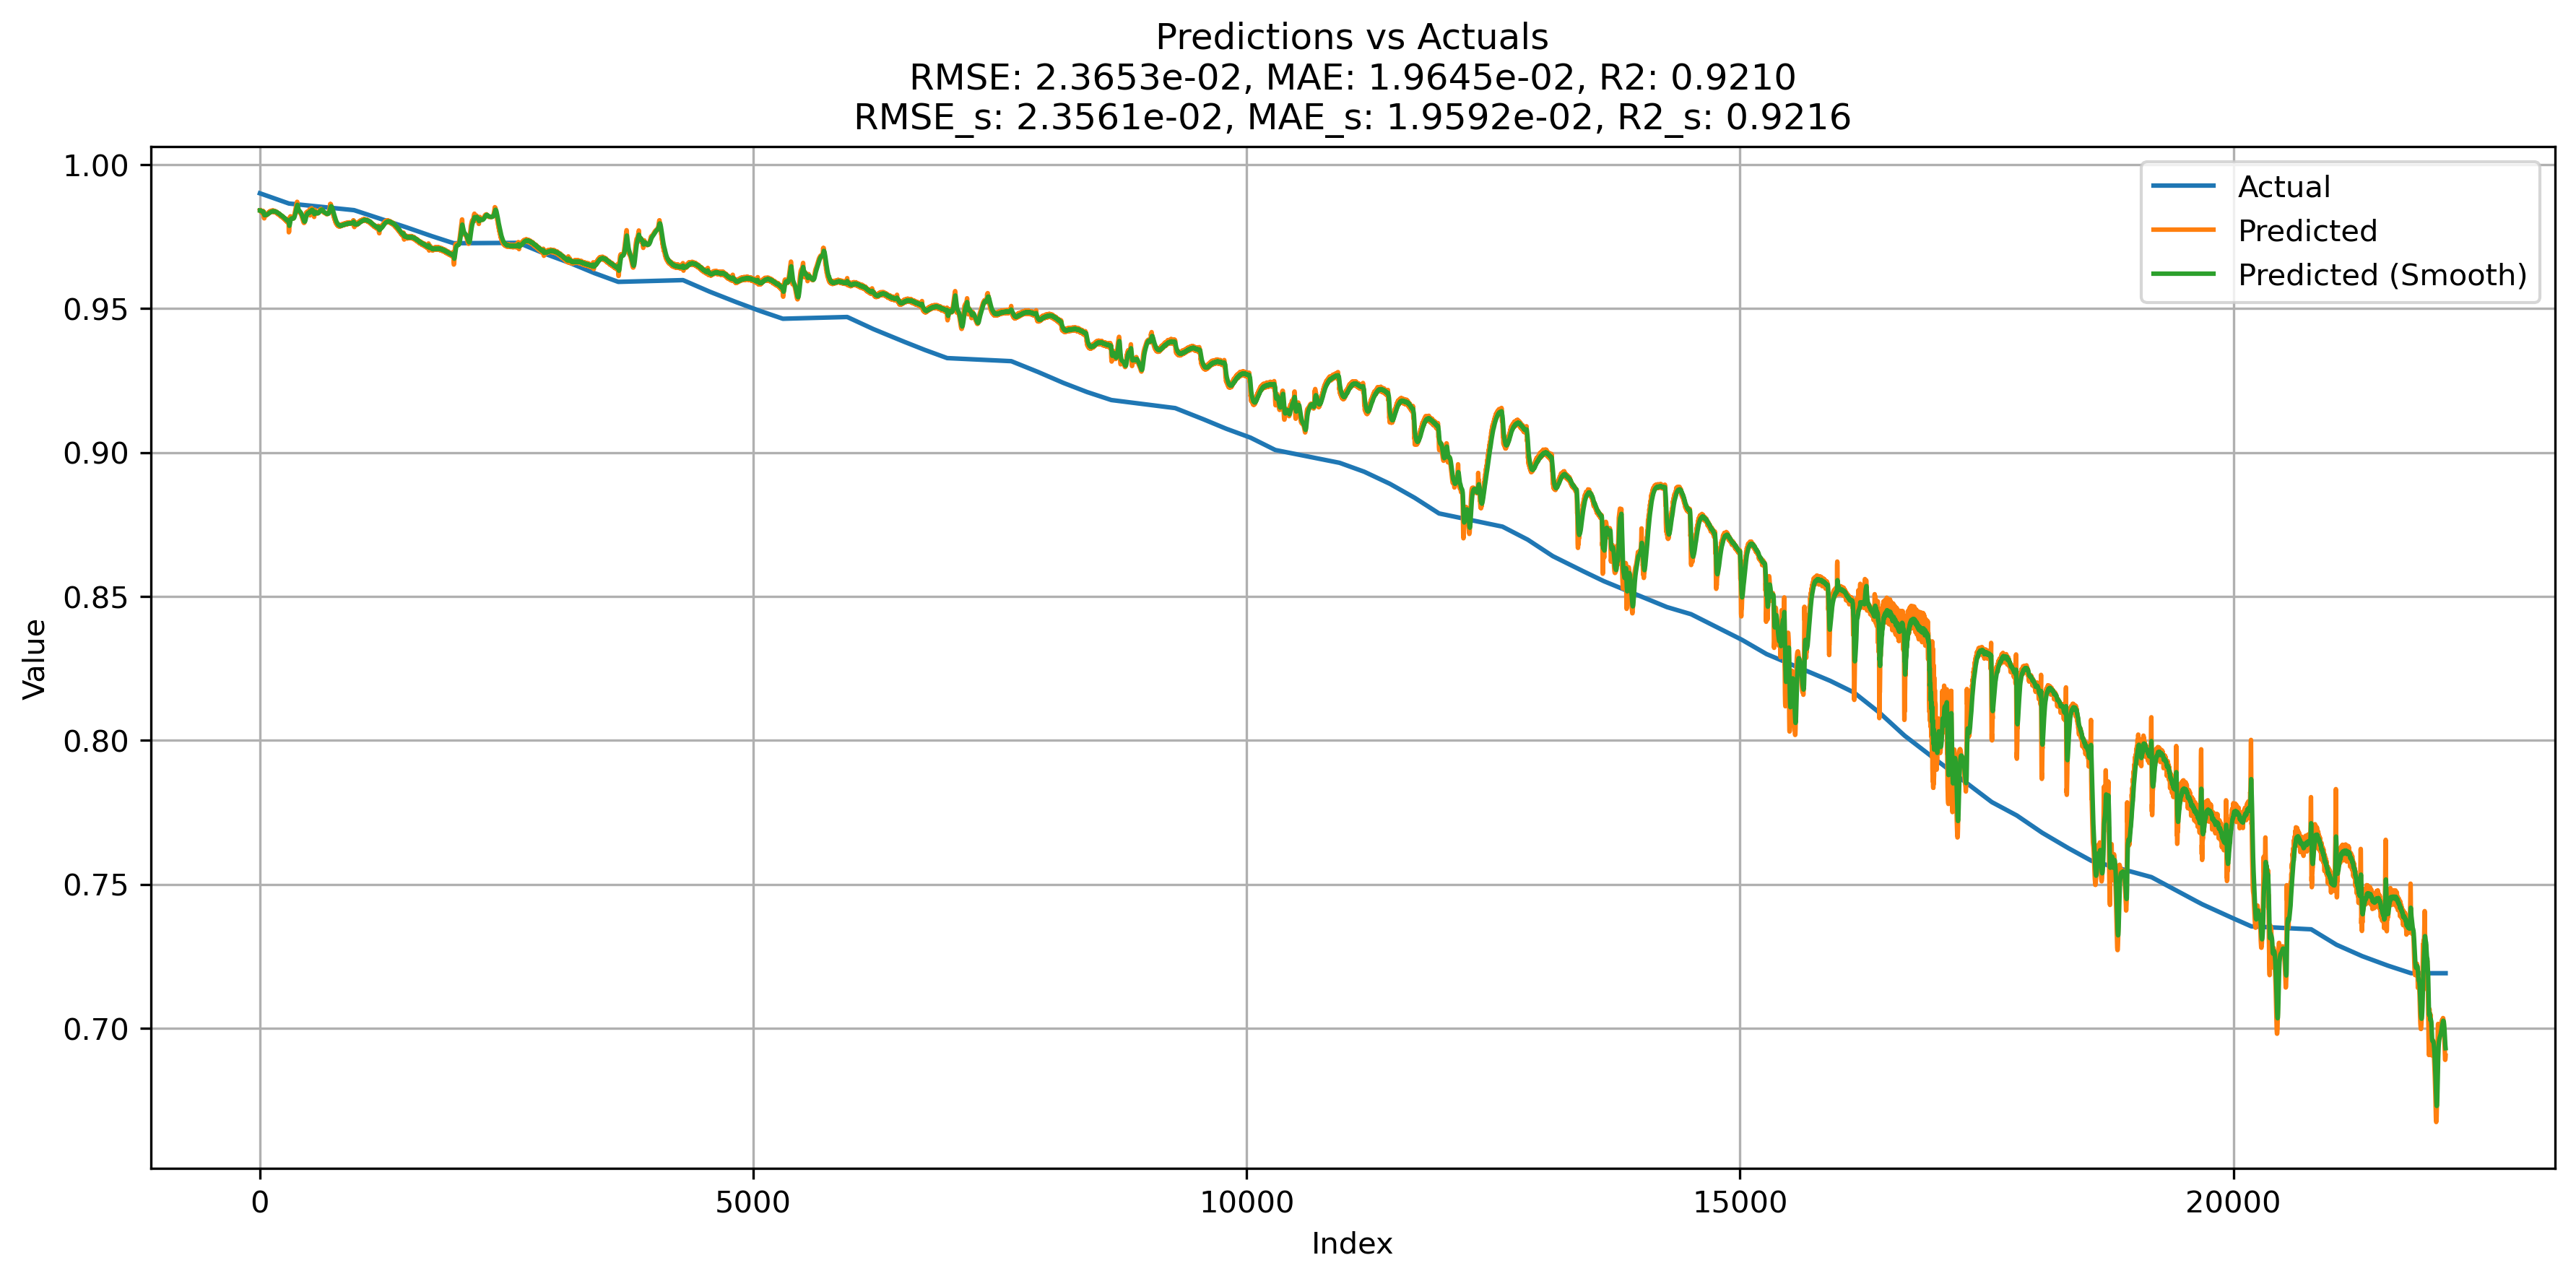 Predictions vs Actuals
RMSE: 2.3653e-02, MAE: 1.9645e-02, R2: 0.9210
RMSE_s: 2.3561e-02, MAE_s: 1.9592e-02, R2_s: 0.9216
Actual
Predicted
Predicted (Smooth)
Value
1.00
0.95
0.90
0.85
0.80
0.75
0.70
0
5000
10000
15000
20000
Index